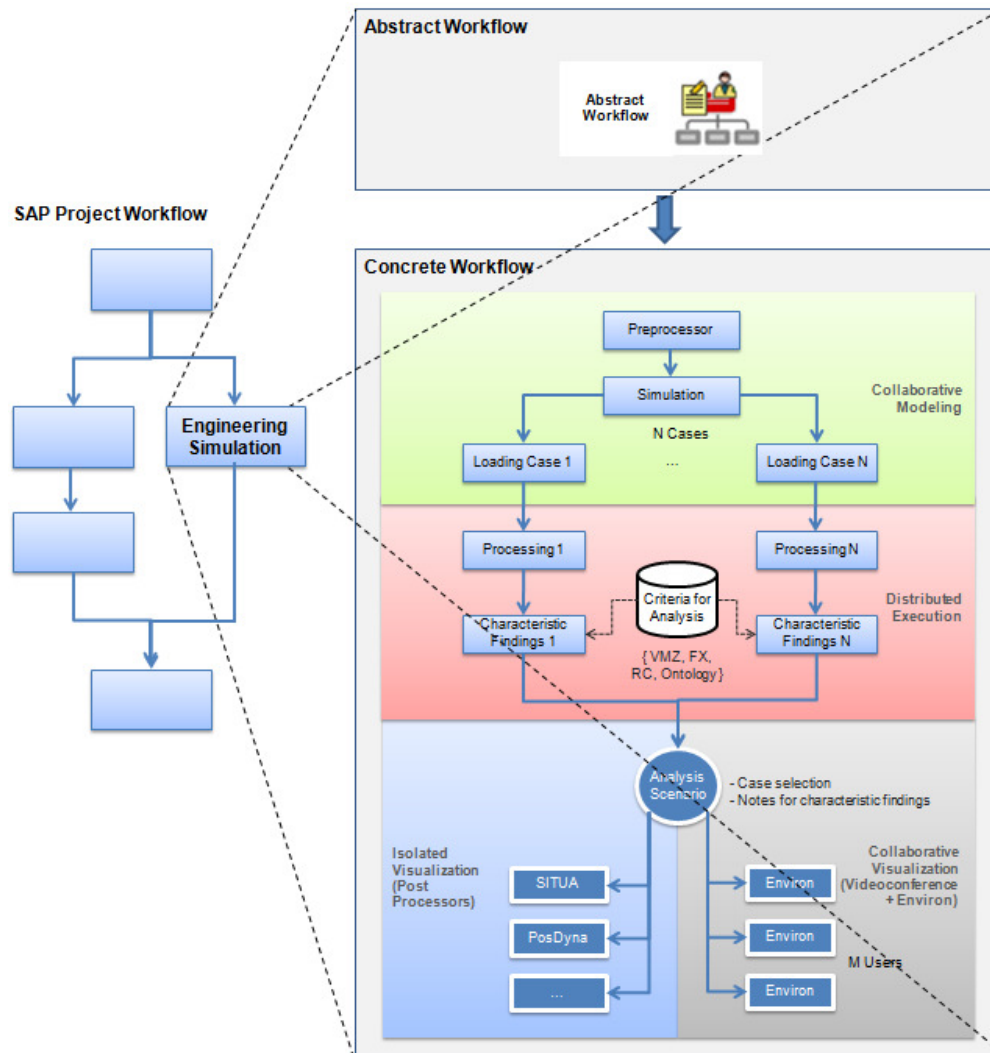 Abstract Workflow
Abstract
Workflow
SAP Project Workflow
Engineering
Simulation
Concrete Workflow
Preprocessor
Simulation
Collaborative
Modeling
N Cases
...
Loading Case 1
Loading Case N
Processing 1
Processing N
Criteria for
Analysis
Distributed
Execution
Characteristic
Findings 1
Characteristic
Findings N
{ VMZ, FX,
RC, Ontology }
Analysis
Scenario
- Case selection
- Notes for characteristic findings
Isolated
Visualization
(Post
Processors)
Collaborative
Visualization
(Videoconference
+ Environ)
SITUA
PosDyna
...
Environ
Environ
Environ
M Users